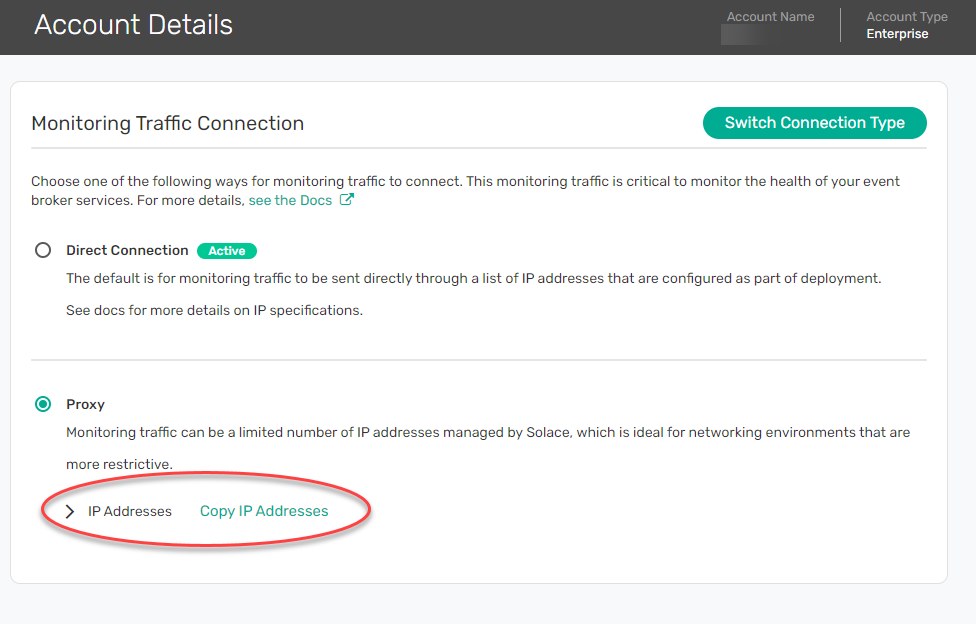 Account Details
Account Name
Account Type
Enterprise
Monitoring Traffic Connection
Switch Connection Type
Choose one of the following ways for monitoring traffic to connect. This monitoring traffic is critical to monitor the health of your event
broker services. For more details, see the Docs
Direct Connection Active
The default is for monitoring traffic to be sent directly through a list of IP addresses that are configured as part of deployment.
See docs for more details on IP specifications.
Proxy
Monitoring traffic can be a limited number of IP addresses managed by Solace, which is ideal for networking environments that are
more restrictive.
IP Addresses Copy IP Addresses